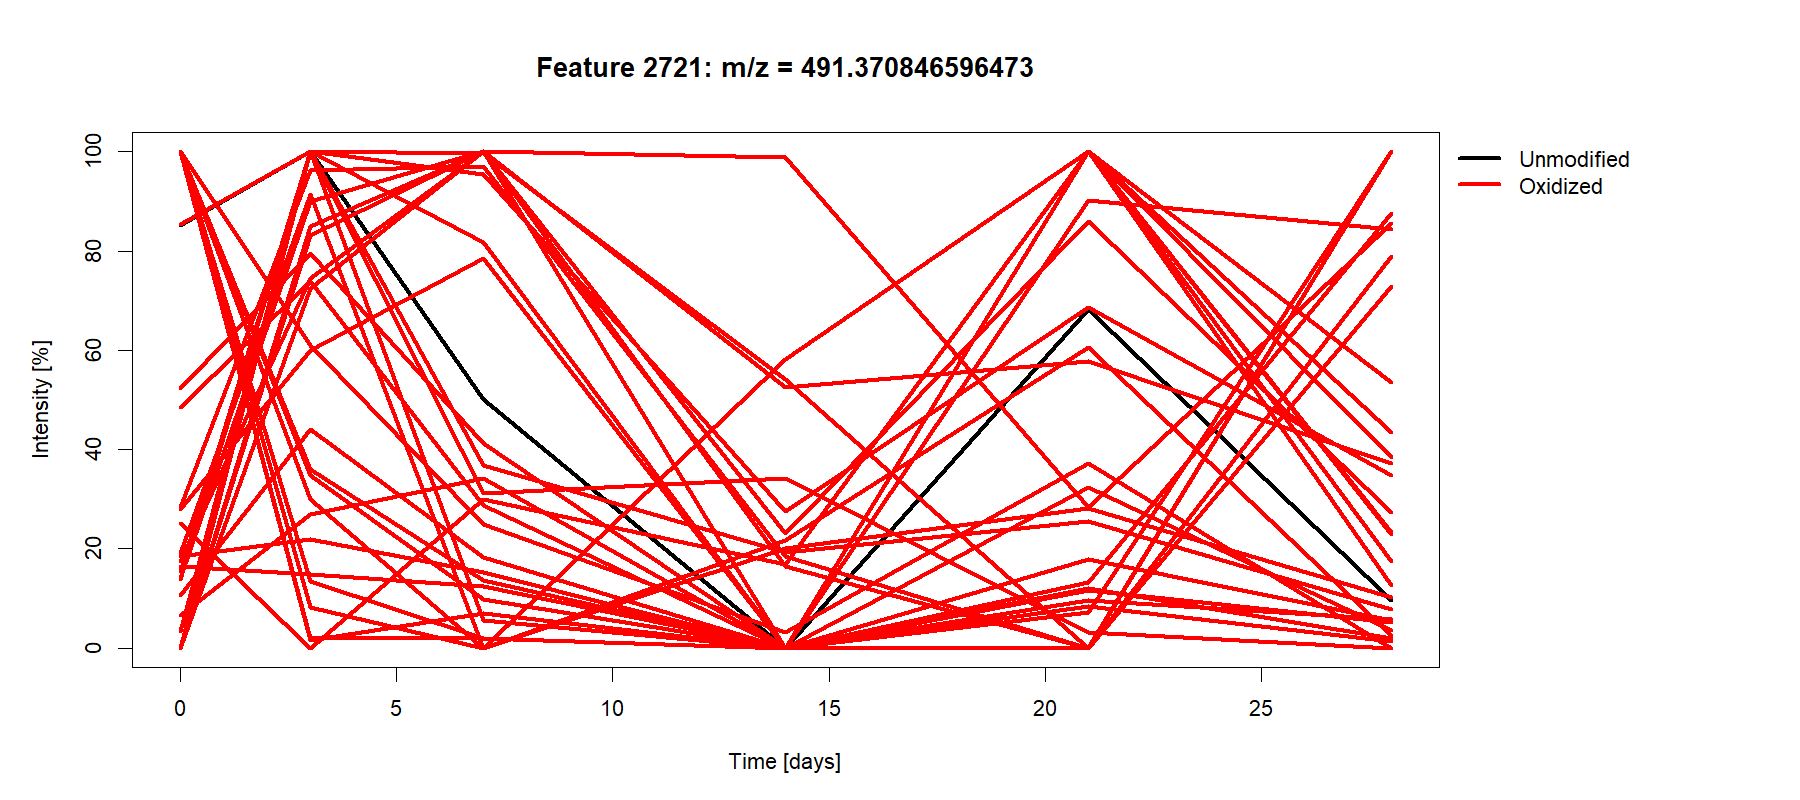 Feature 2721: m/z = 491.370846596473
Unmodified
Oxidized
Intensity [%]
100
80
60
40
20
0
0 5 10 15 20 25
Time [days]